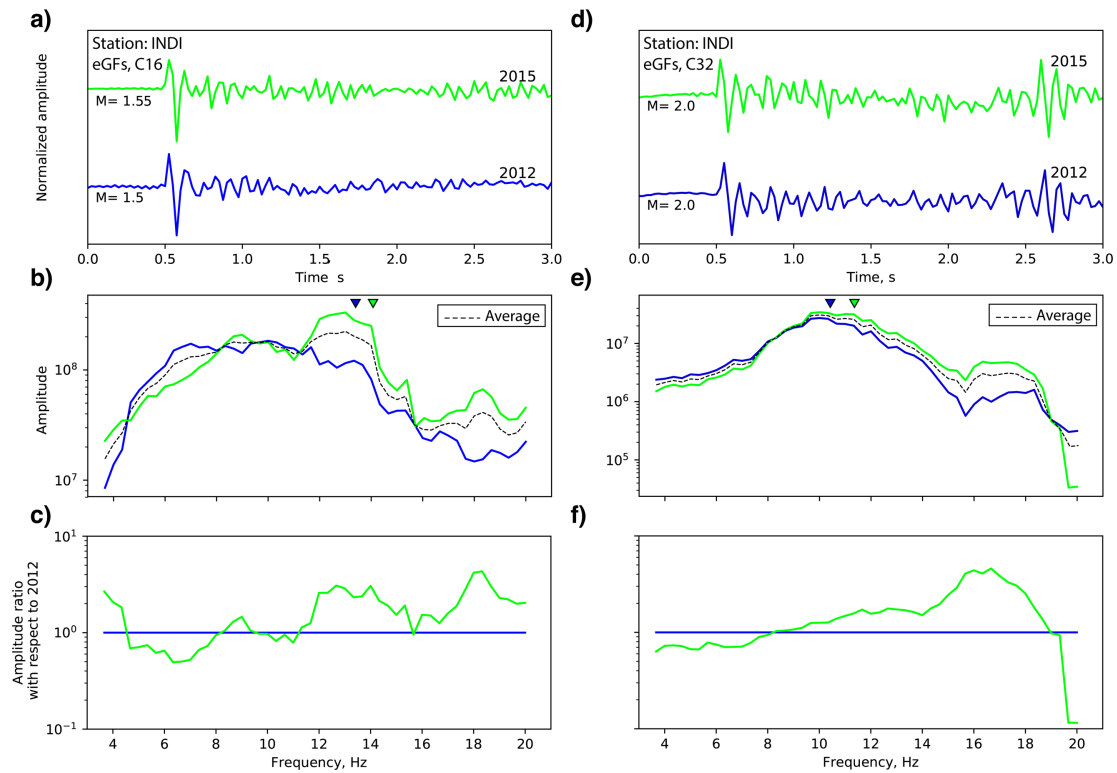 a)
Station: INDI
eGFs, C16
2015
M= 1.55
2012
M= 1.5
Normalized amplitude
0.0 0.5 1.0 1.5 2.0 2.5 3.0
Time s
d)
Station: INDI
eGFs, C32
2015
M= 2.0
2012
M= 2.0
0.0 0.5 1.0 1.5 2.0 2.5 3.0
Time, s
b)
Average
Amplitude
10^8
10^7
e)
Average
10^7
10^6
10^5
c)
Amplitude ratio
with respect to 2012
10^1
10^0
10^-1
4 6 8 10 12 14 16 18 20
Frequency, Hz
f)
4 6 8 10 12 14 16 18 20
Frequency, Hz